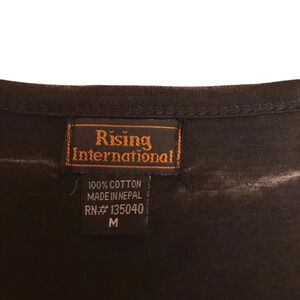 Rising
International
100% COTTON
MADE IN NEPAL
RN# 135040
M